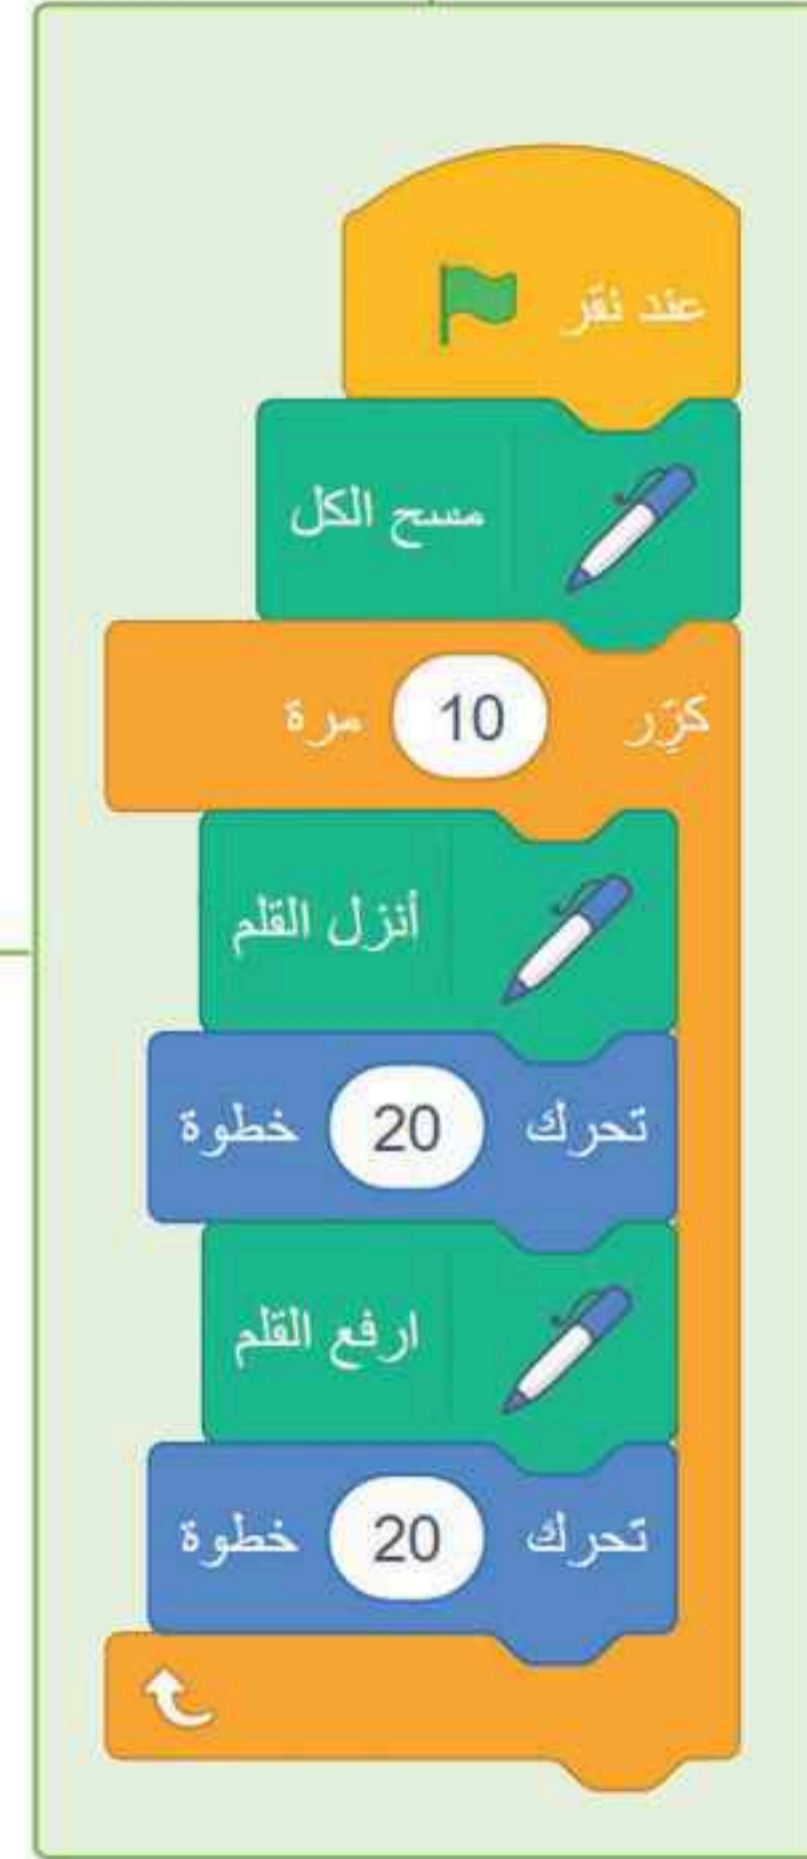 عند نقر
مسح الكل
كرّر 10 مرة
أنزل القلم
تحرك 20 خطوة
ارفع القلم
تحرك 20 خطوة